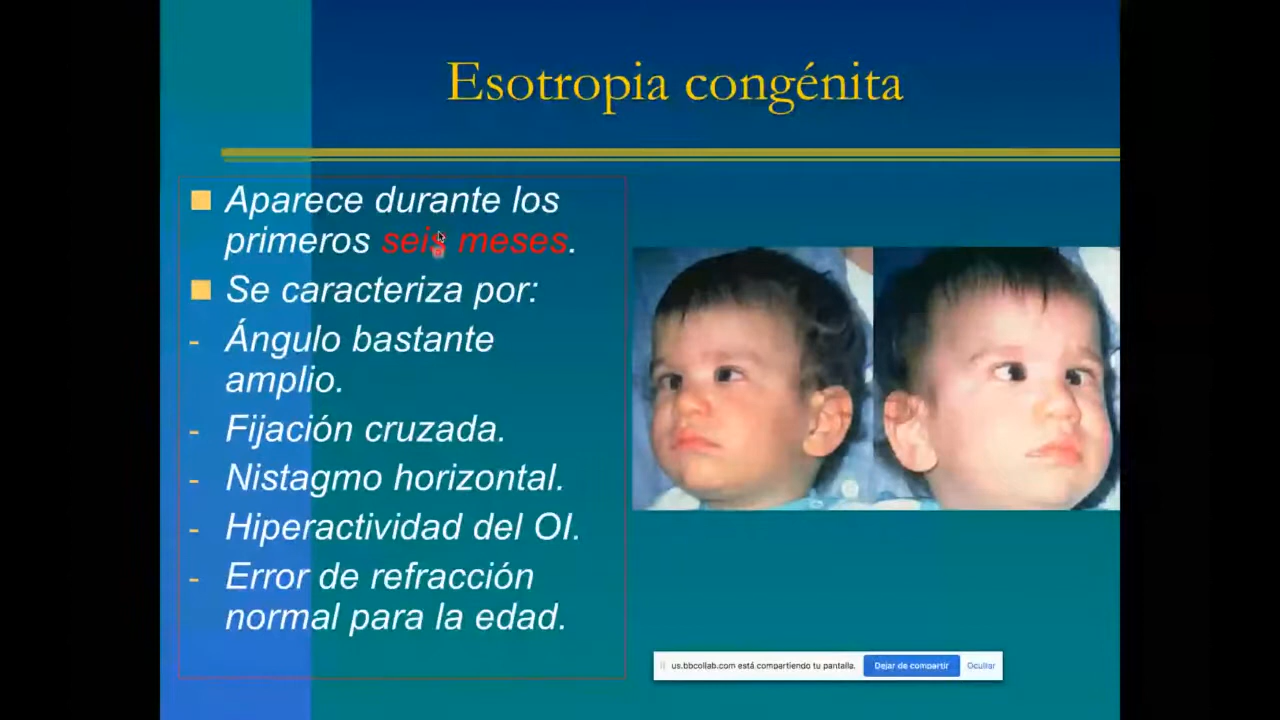 Esotropia congénita
Aparece durante los
primeros seis meses.
Se caracteriza por:
- Ángulo bastante
amplio.
- Fijación cruzada.
- Nistagmo horizontal.
- Hiperactividad del OI.
- Error de refracción
normal para la edad.
us.bbcollab.com está compartiendo tu pantalla. Dejar de compartir Ocultar